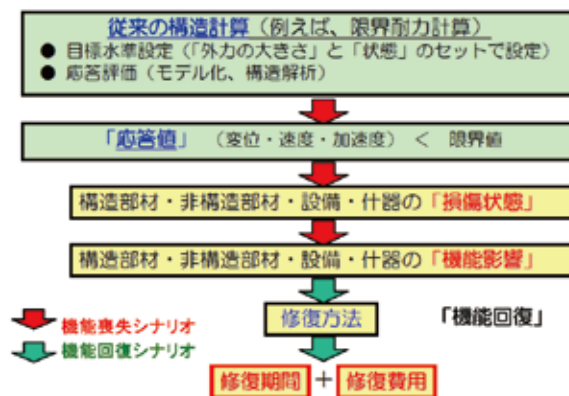 従来の構造計算（例えば、限界耐力計算）
● 目標水準設定（「外力の大きさ」と「状態」のセットで設定）
● 応答評価（モデル化、構造解析）
「応答値」 （変位・速度・加速度） ＜ 限界値
構造部材・非構造部材・設備・什器の「損傷状態」
構造部材・非構造部材・設備・什器の「機能影響」
修復方法 「機能回復」
機能喪失シナリオ
機能回復シナリオ
修復期間 ＋ 修復費用